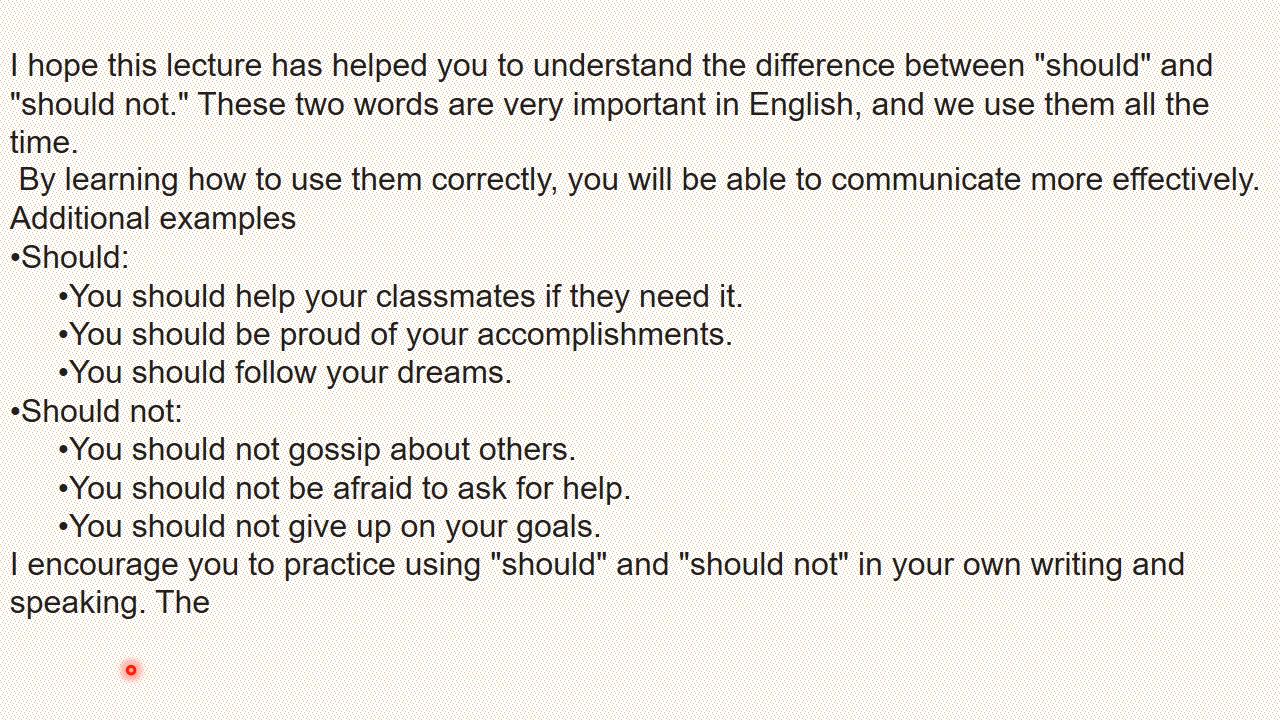 I hope this lecture has helped you to understand the difference between "should" and
"should not." These two words are very important in English, and we use them all the
time.
By learning how to use them correctly, you will be able to communicate more effectively.
Additional examples
•Should:
•You should help your classmates if they need it.
•You should be proud of your accomplishments.
•You should follow your dreams.
•Should not:
•You should not gossip about others.
•You should not be afraid to ask for help.
•You should not give up on your goals.
I encourage you to practice using "should" and "should not" in your own writing and
speaking. The